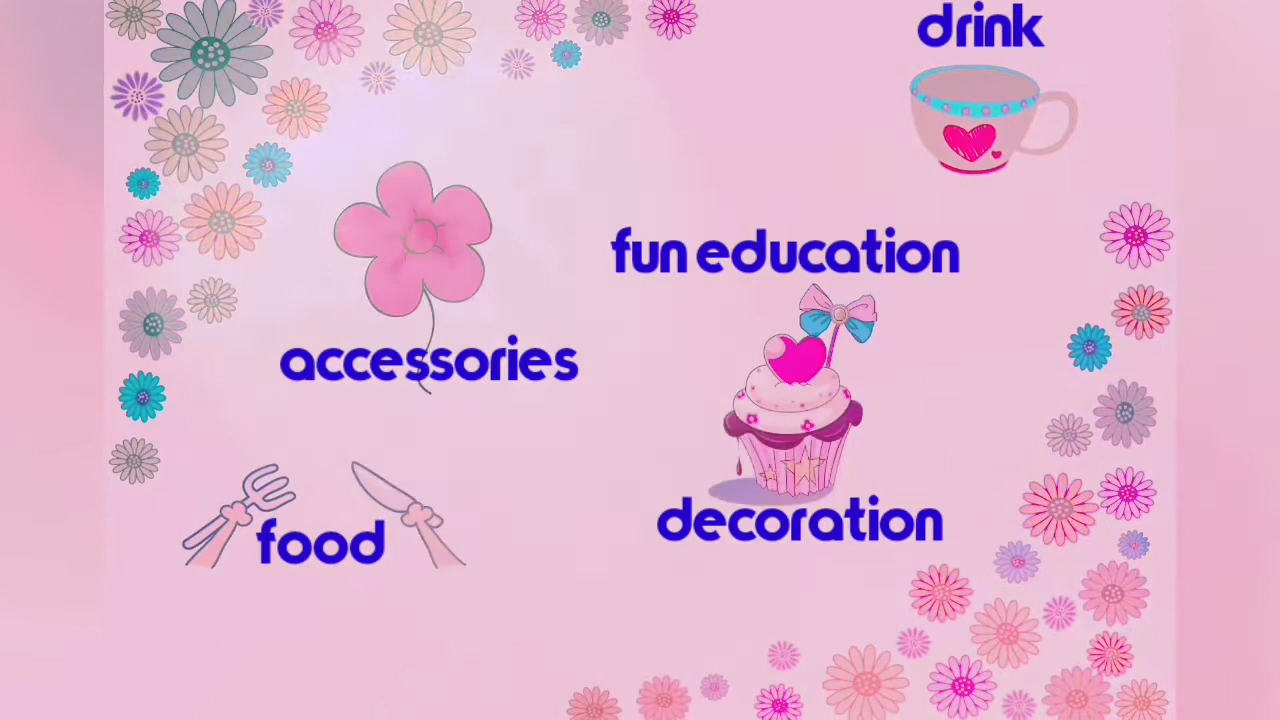 drink
fun education
accessories
decoration
food